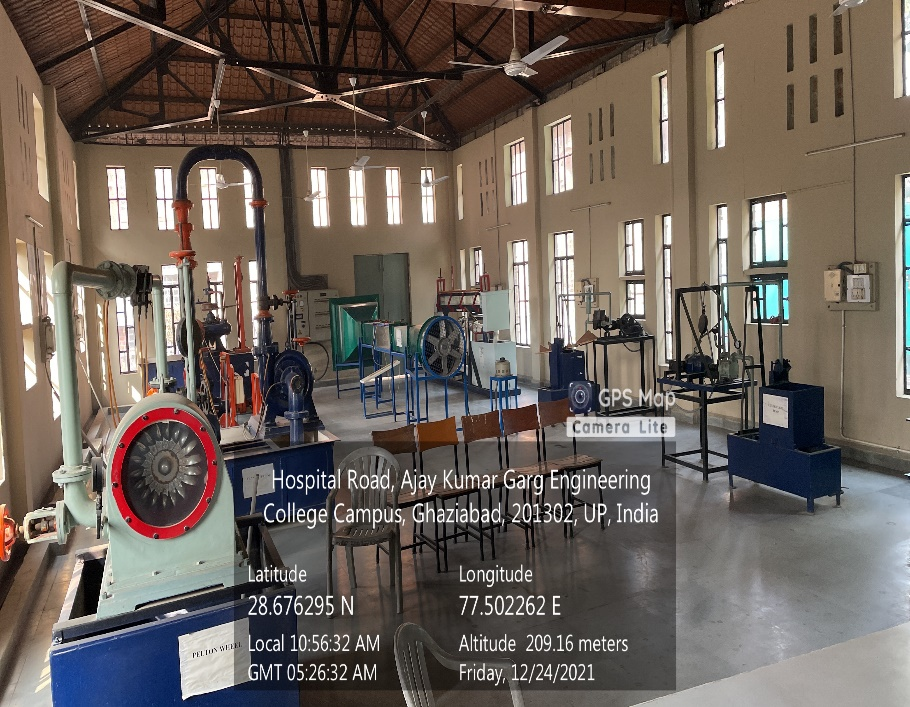 GPS Map
Camera Lite
Hospital Road, Ajay Kumar Garg Engineering
College Campus, Ghaziabad, 201302, UP, India
Latitude
28.676295 N
Longitude
77.502262 E
Local 10:56:32 AM
GMT 05:26:32 AM
Altitude 209.16 meters
Friday, 12/24/2021
PELTON WHEEL